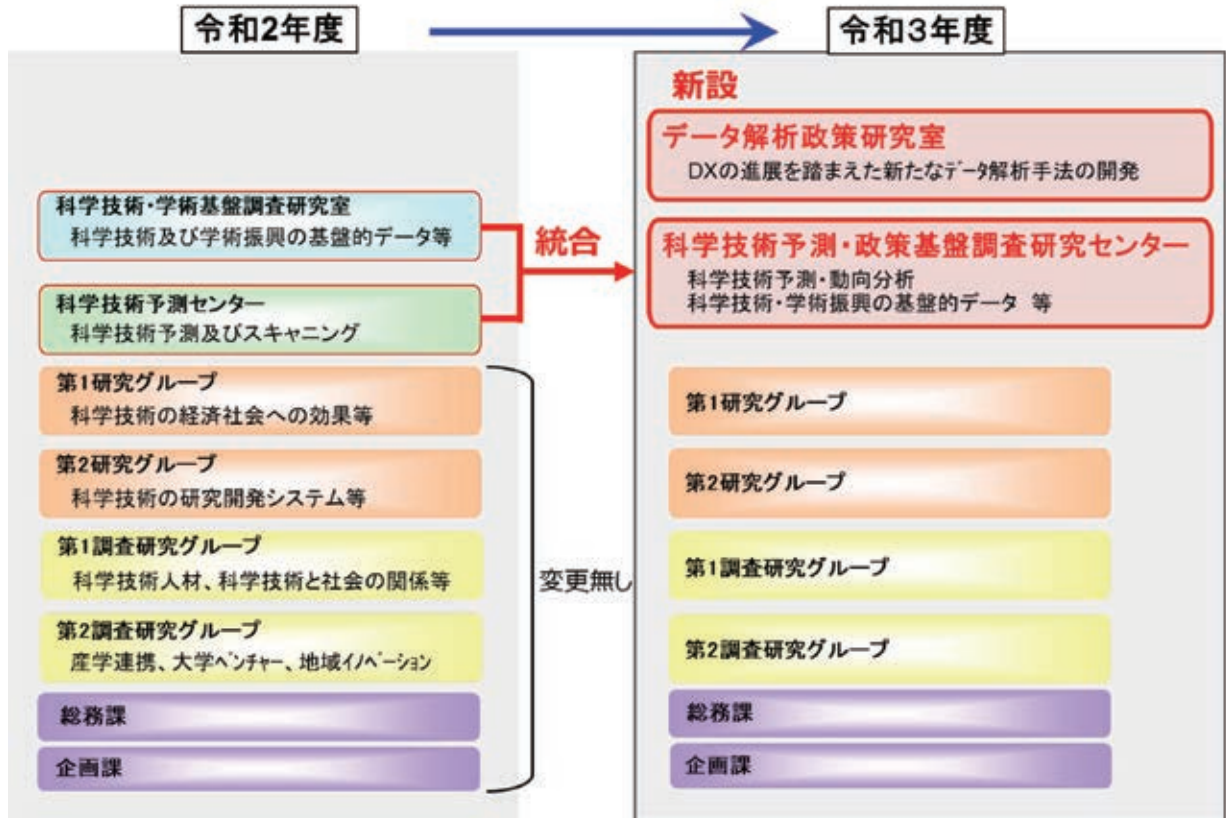 令和2年度
令和3年度
科学技術・学術基盤調査研究室
科学技術及び学術振興の基盤的データ等
科学技術予測センター
科学技術予測及びスキャニング
統合
第1研究グループ
科学技術の経済社会への効果等
第2研究グループ
科学技術の研究開発システム等
第1調査研究グループ
科学技術人材、科学技術と社会の関係等
第2調査研究グループ
産学連携、大学ﾍﾞﾝﾁｬｰ、地域ｲﾉﾍﾞｰｼｮﾝ
総務課
企画課
変更無し
新設
データ解析政策研究室
DXの進展を踏まえた新たなﾃﾞｰﾀ解析手法の開発
科学技術予測・政策基盤調査研究センター
科学技術予測・動向分析
科学技術・学術振興の基盤的データ 等
第1研究グループ
第2研究グループ
第1調査研究グループ
第2調査研究グループ
総務課
企画課